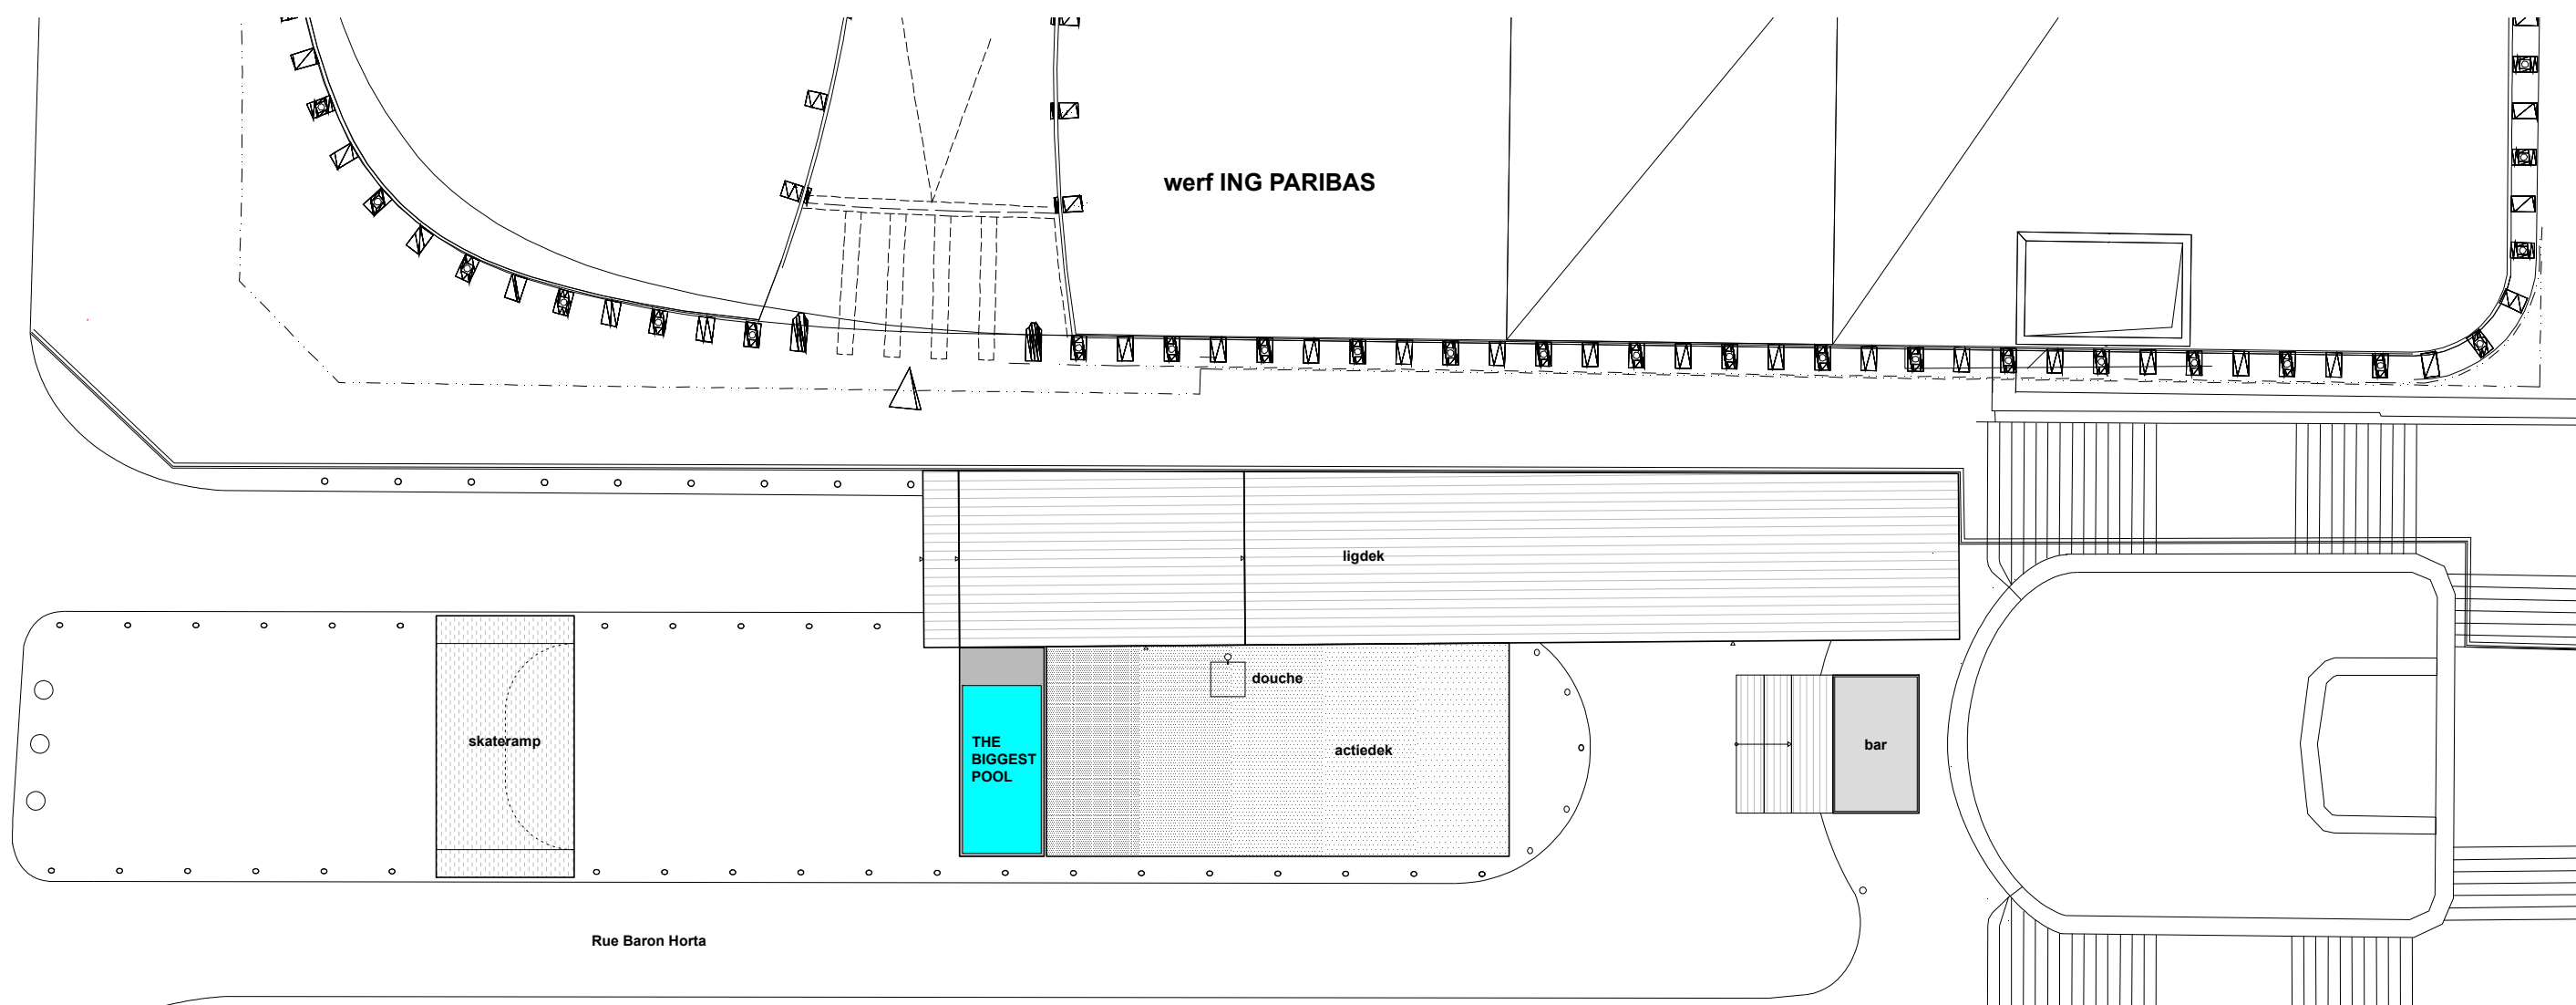 werf ING PARIBAS
ligdek
douche
skateramp
THE
BIGGEST
POOL
actiedek
bar
Rue Baron Horta